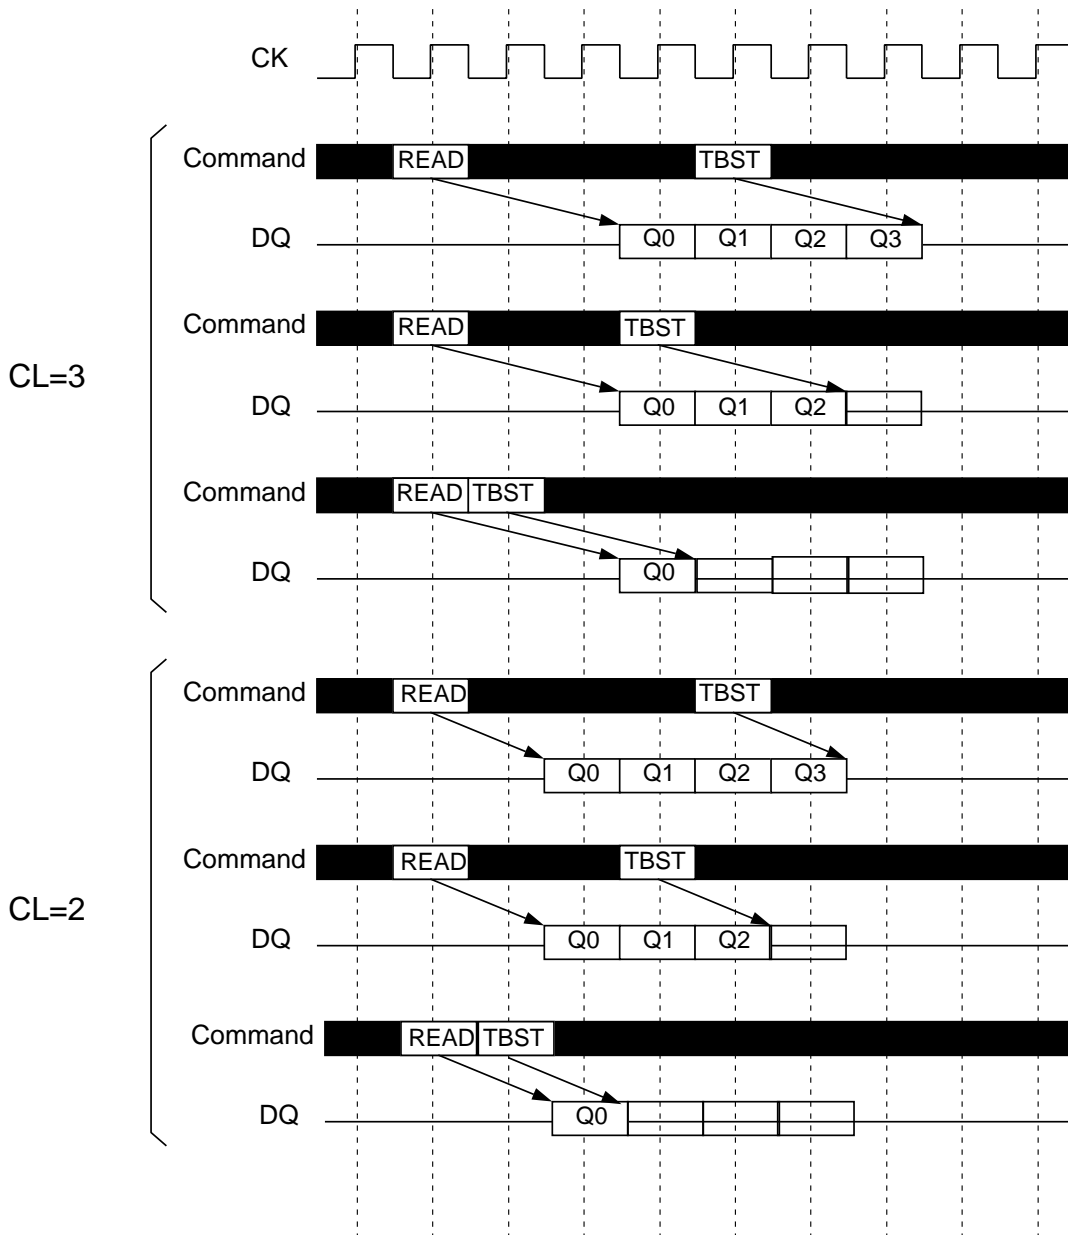 CK
Command READ TBST
DQ Q0 Q1 Q2 Q3
Command READ TBST
CL=3
DQ Q0 Q1 Q2
Command READ TBST
DQ Q0
Command READ TBST
DQ Q0 Q1 Q2 Q3
Command READ TBST
CL=2
DQ Q0 Q1 Q2
Command READ TBST
DQ Q0